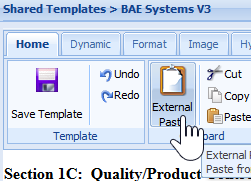 Shared Templates > BAE Systems V3
Home Dynamic Format Image
Save Template
Undo
Redo
Template
External
Cut
Copy
Paste
External
Section 1C: Quality/Product